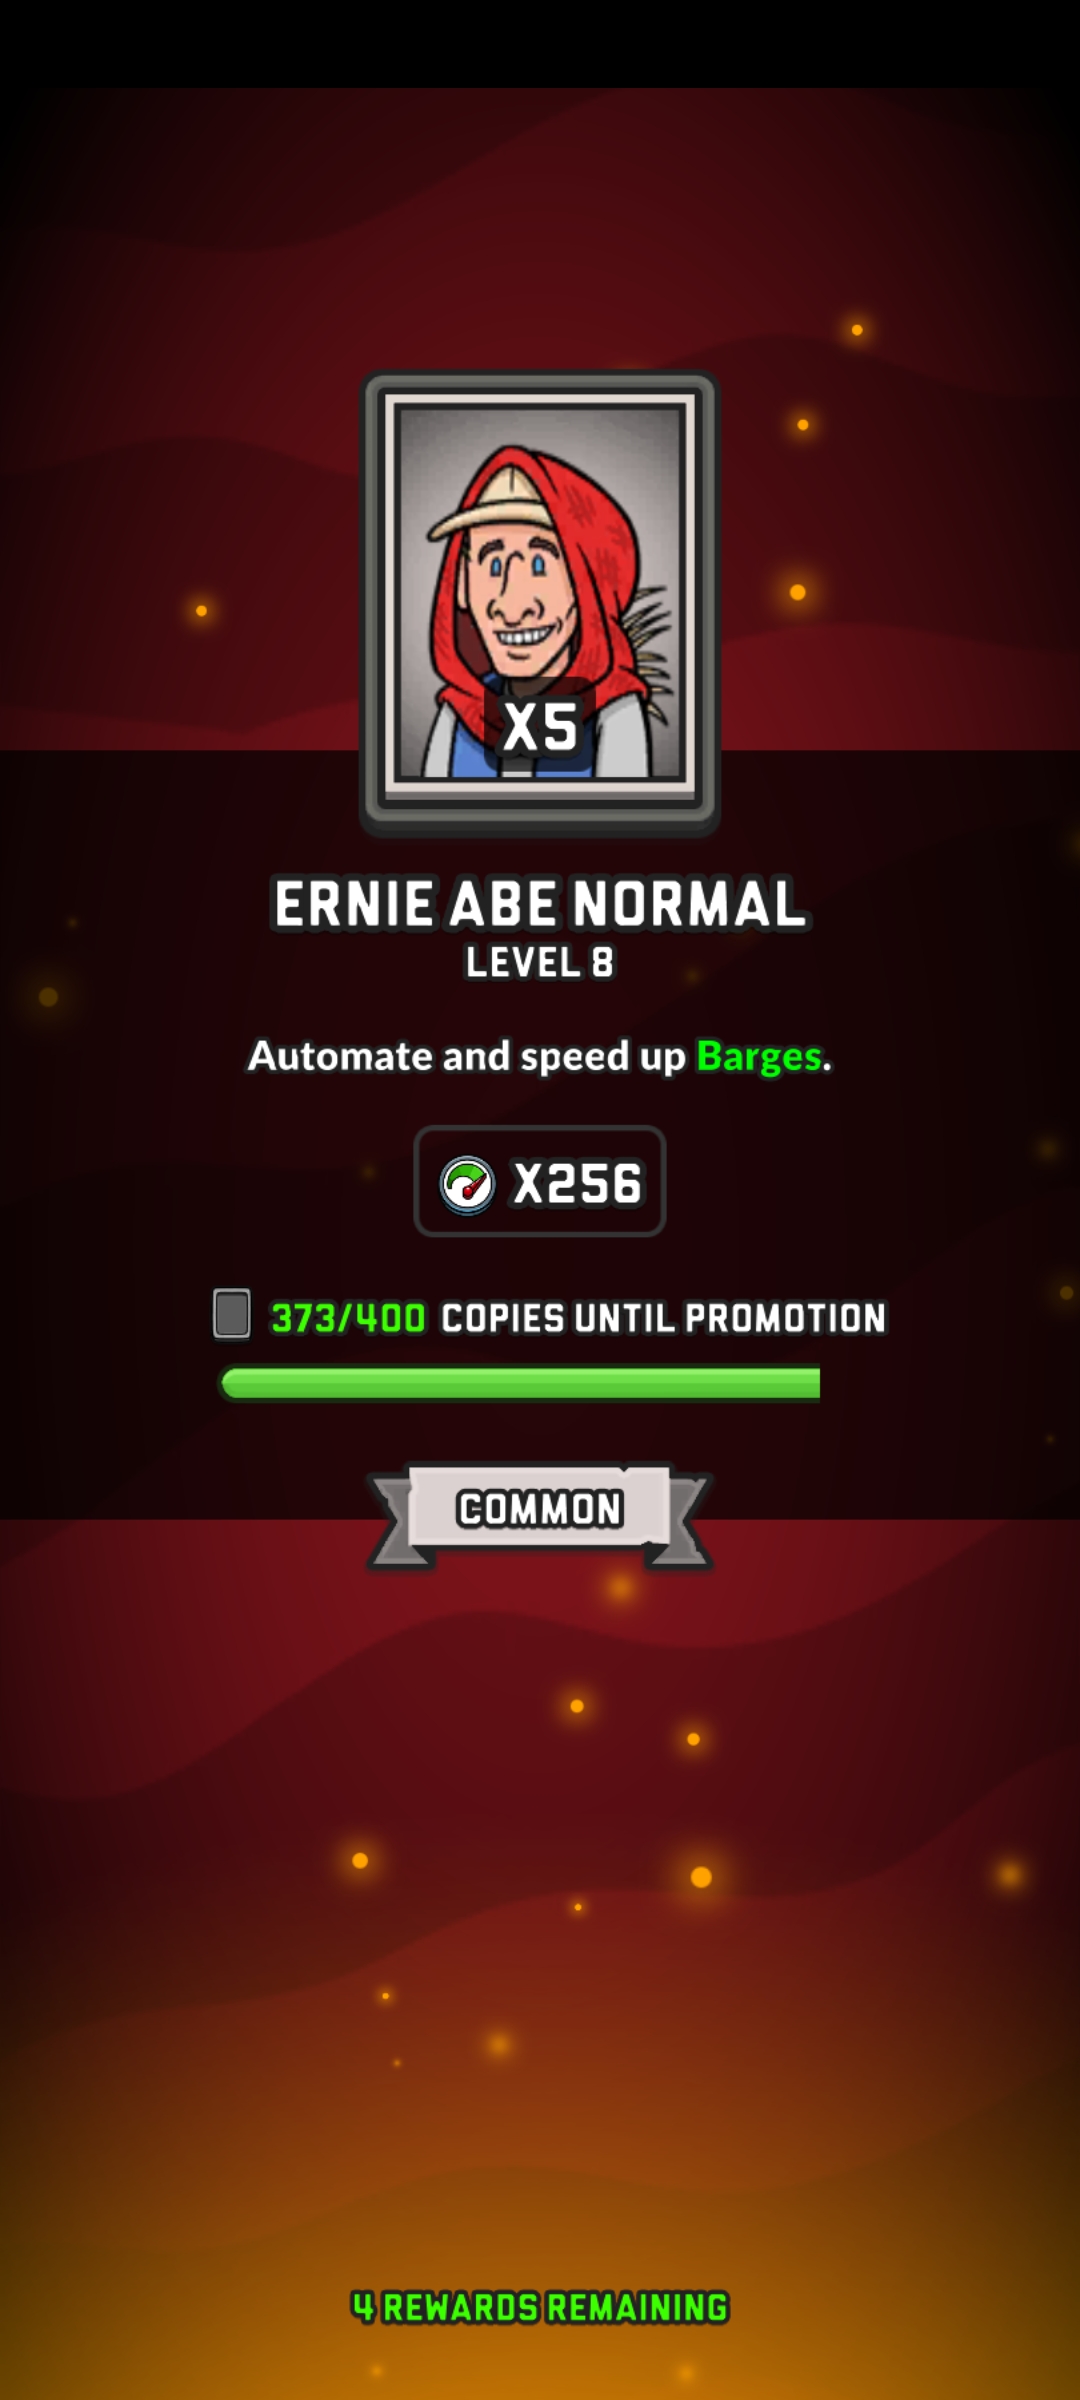 X5
ERNIE ABE NORMAL
LEVEL 8
Automate and speed up Barges.
X256
373/400 COPIES UNTIL PROMOTION
COMMON
4 REWARDS REMAINING